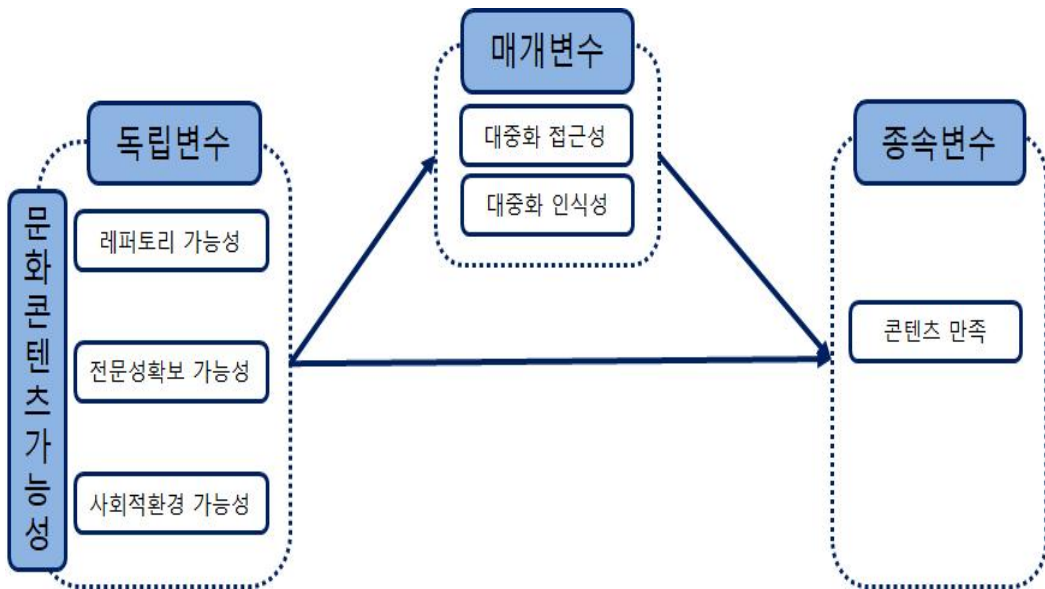 매개변수
대중화 접근성
대중화 인식성
독립변수
문화콘텐츠가능성
레퍼토리 가능성
전문성확보 가능성
사회적환경 가능성
종속변수
콘텐츠 만족